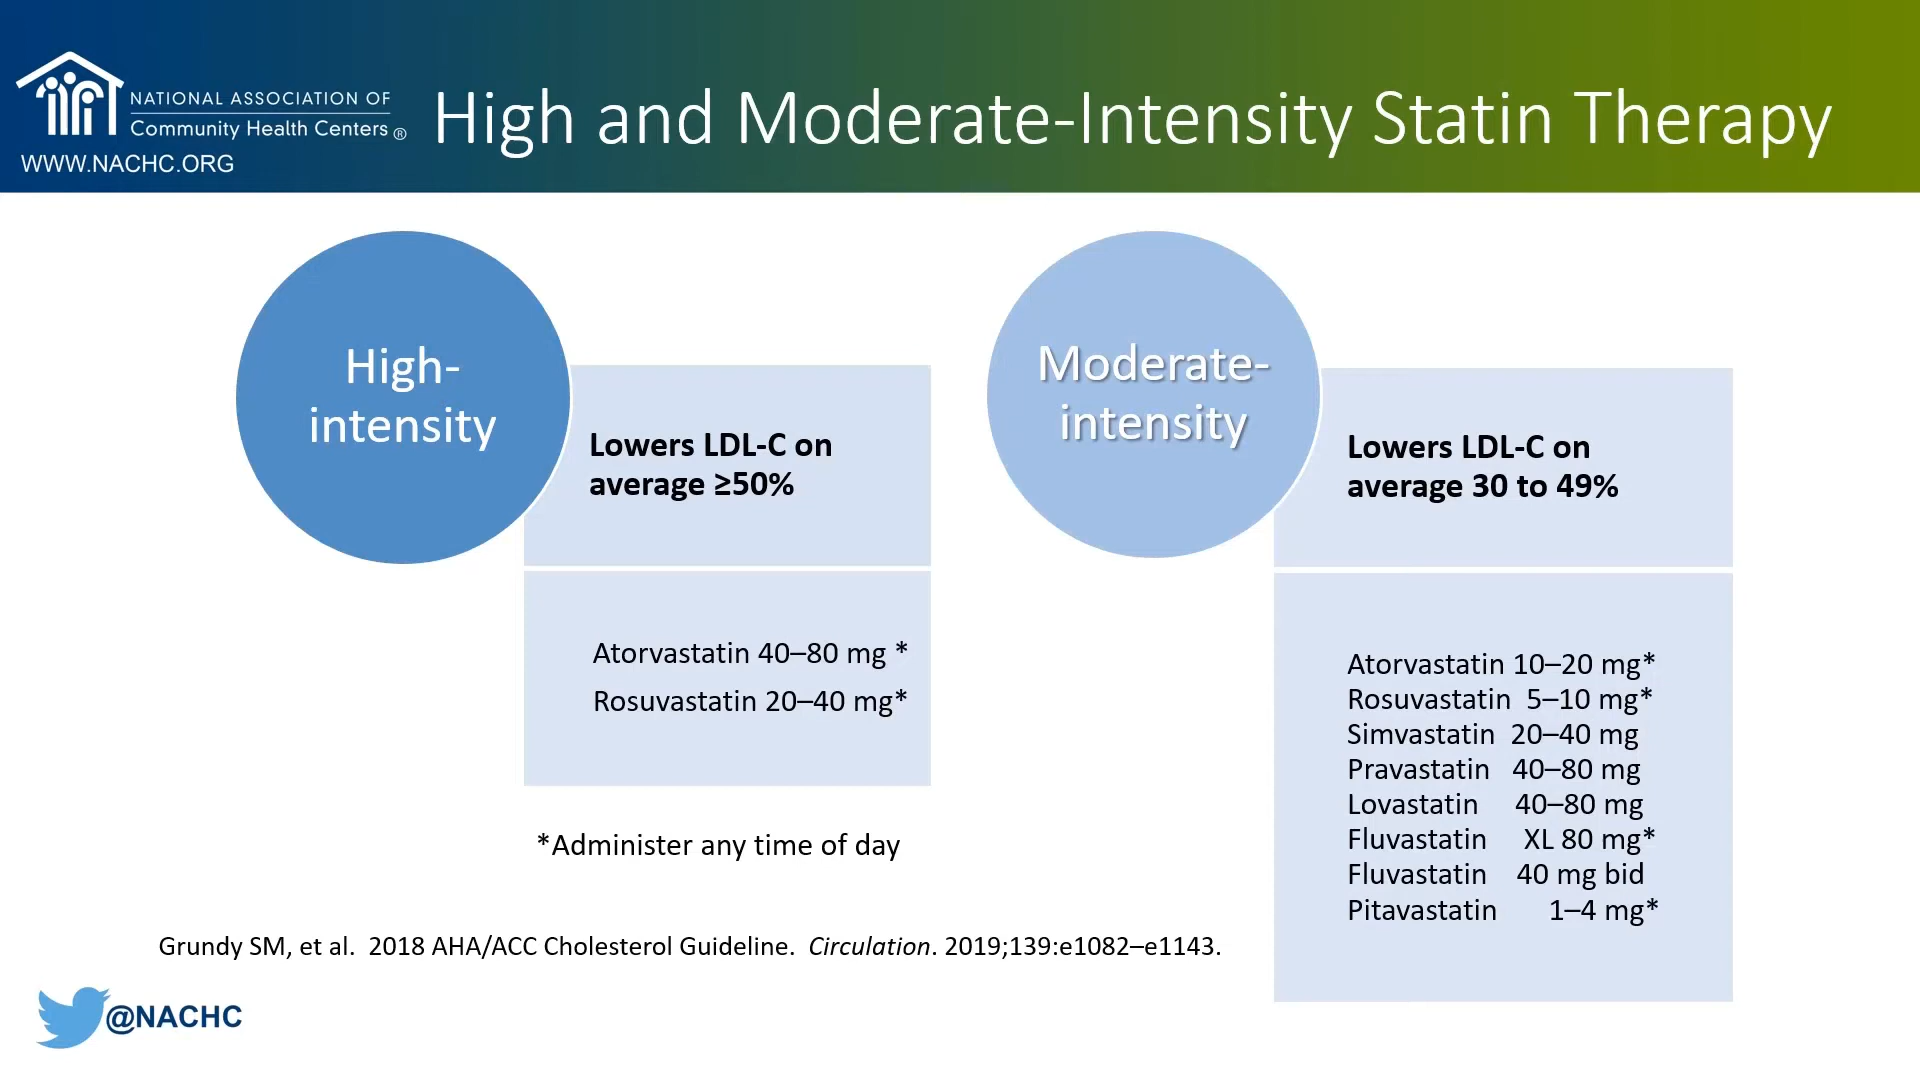 NATIONAL ASSOCIATION OF
Community Health Centers ®
WWW.NACHC.ORG
High and Moderate-Intensity Statin Therapy
High-
intensity
Lowers LDL-C on
average ≥50%
Atorvastatin 40–80 mg *
Rosuvastatin 20–40 mg*
*Administer any time of day
Moderate-
intensity
Lowers LDL-C on
average 30 to 49%
Atorvastatin 10–20 mg*
Rosuvastatin 5–10 mg*
Simvastatin 20–40 mg
Pravastatin 40–80 mg
Lovastatin 40–80 mg
Fluvastatin XL 80 mg*
Fluvastatin 40 mg bid
Pitavastatin 1–4 mg*
Grundy SM, et al. 2018 AHA/ACC Cholesterol Guideline. Circulation. 2019;139:e1082–e1143.
@NACHC